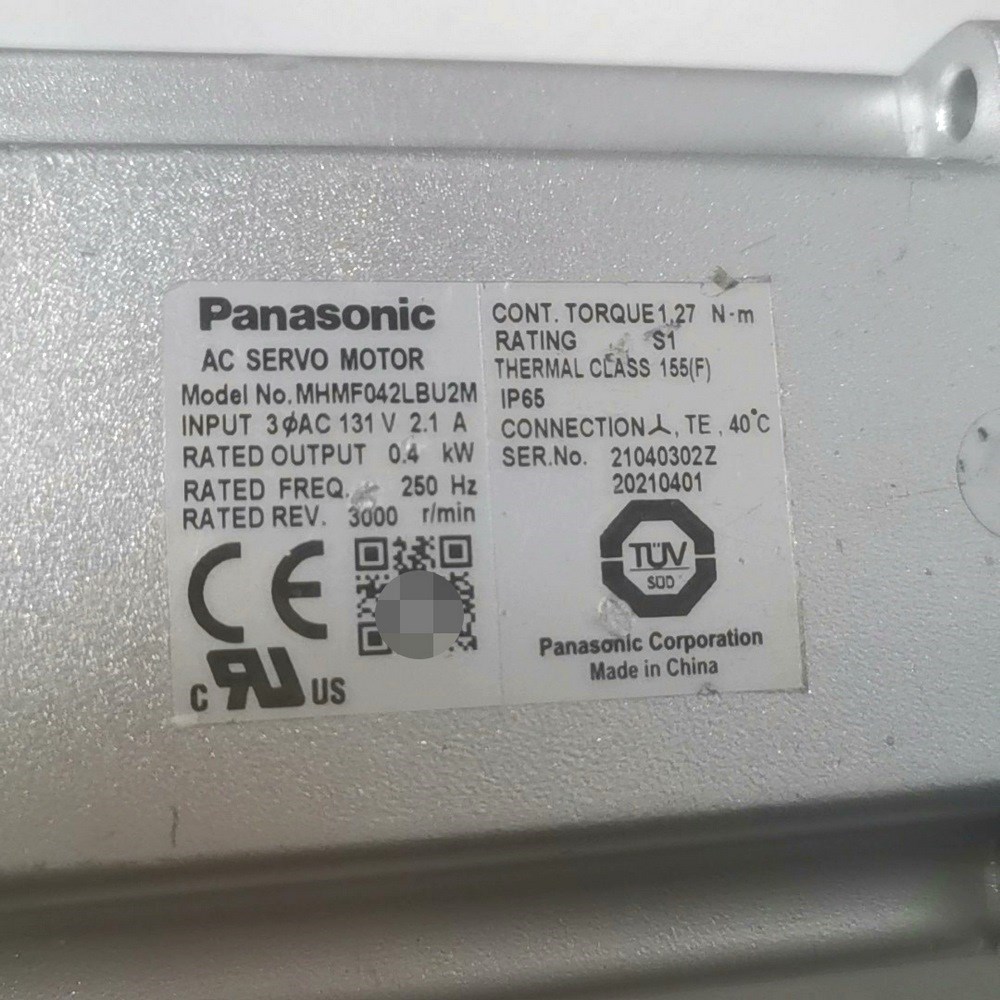 Panasonic
AC SERVO MOTOR
Model No. MHMF042LBU2M
INPUT 3φAC 131 V 2.1 A
RATED OUTPUT 0.4 kW
RATED FREQ. 250 Hz
RATED REV. 3000 r/min
CE
c RU US
CONT. TORQUE 1.27 N·m
RATING S1
THERMAL CLASS 155(F)
IP65
CONNECTION⅄, TE, 40°C
SER.No. 21040302Z
20210401
TÜV
SÜD
Panasonic Corporation
Made in China